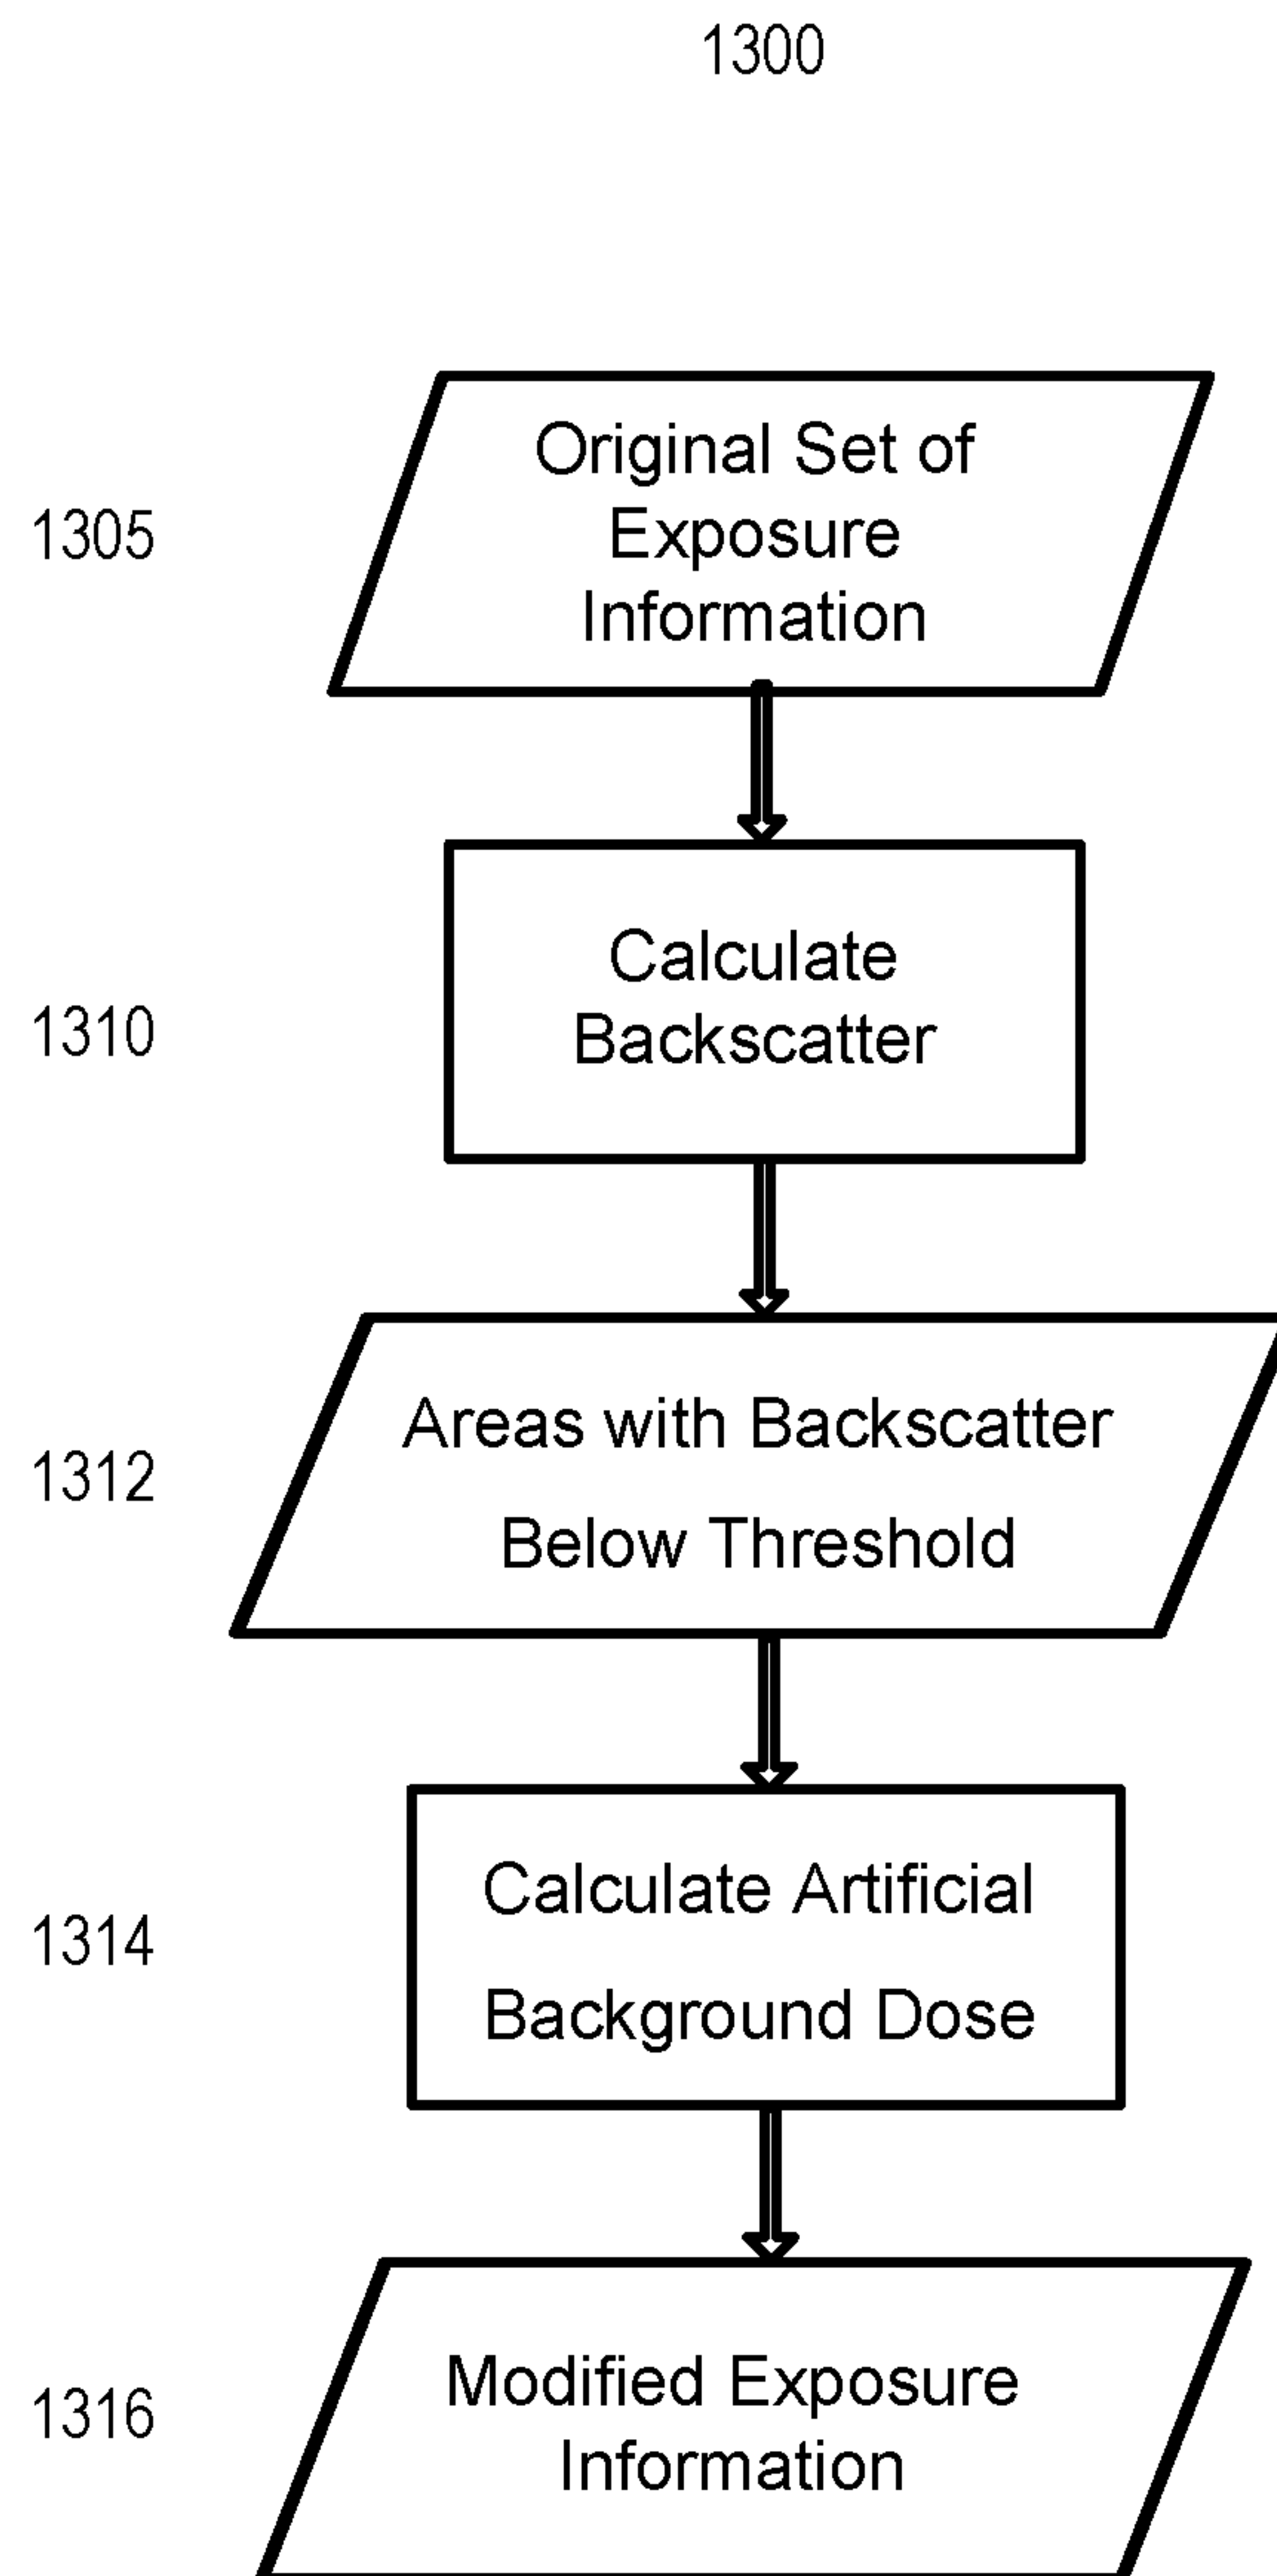 1300
1305
Original Set of
Exposure
Information
1310
Calculate
Backscatter
1312
Areas with Backscatter
Below Threshold
1314
Calculate Artificial
Background Dose
1316
Modified Exposure
Information